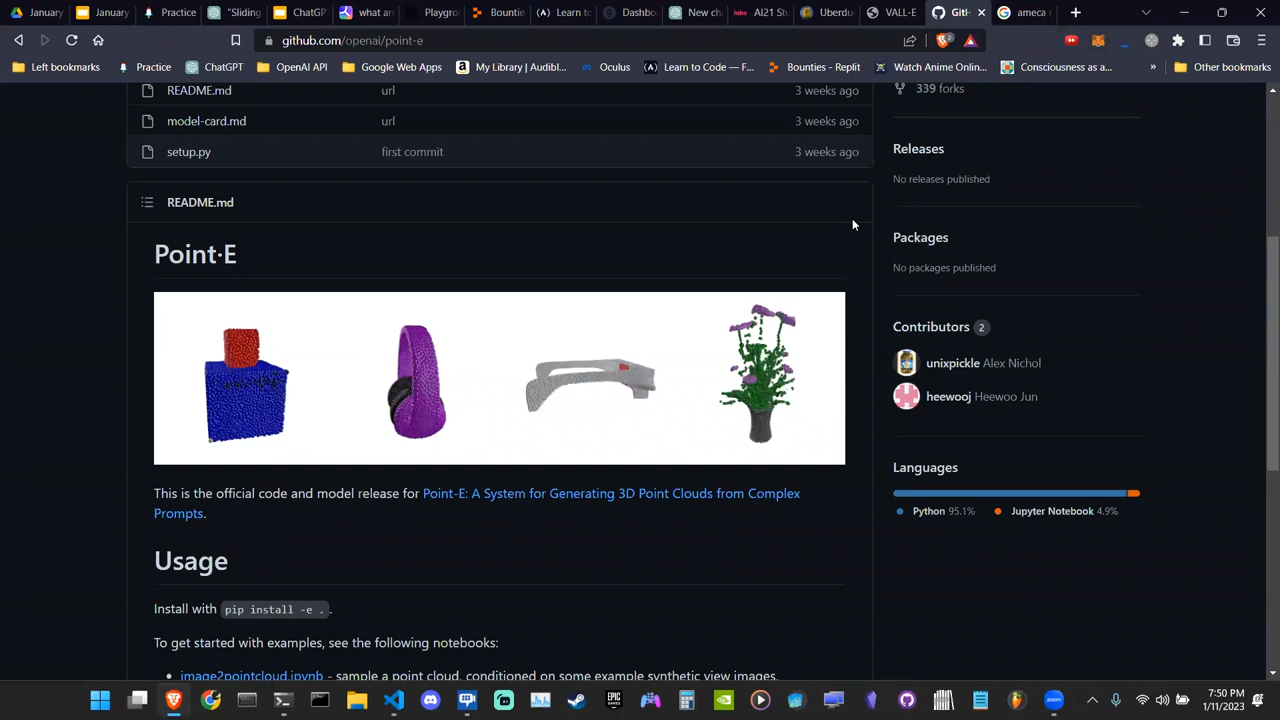 January
January
Practice
"Sliding
ChatGP
what are
Playgrou
Bountie
Learn to
Dashbo
New ch
AI21 Stu
Uberdu
VALL-E
GitH
ameca r
github.com/openai/point-e
Left bookmarks
Practice
ChatGPT
OpenAI API
Google Web Apps
My Library | Audibl...
Oculus
Learn to Code — F...
Bounties - Replit
Watch Anime Onlin...
Consciousness as a...
Other bookmarks
README.md url 3 weeks ago
model-card.md url 3 weeks ago
setup.py first commit 3 weeks ago
339 forks
Releases
No releases published
Packages
No packages published
Contributors 2
unixpickle Alex Nichol
heewooj Heewoo Jun
Languages
Python 95.1% Jupyter Notebook 4.9%
README.md
Point·E
This is the official code and model release for Point-E: A System for Generating 3D Point Clouds from Complex
Prompts.
Usage
Install with pip install -e .
To get started with examples, see the following notebooks:
image2pointcloud.ipynb - sample a point cloud, conditioned on some example synthetic view images.
7:50 PM
1/11/2023